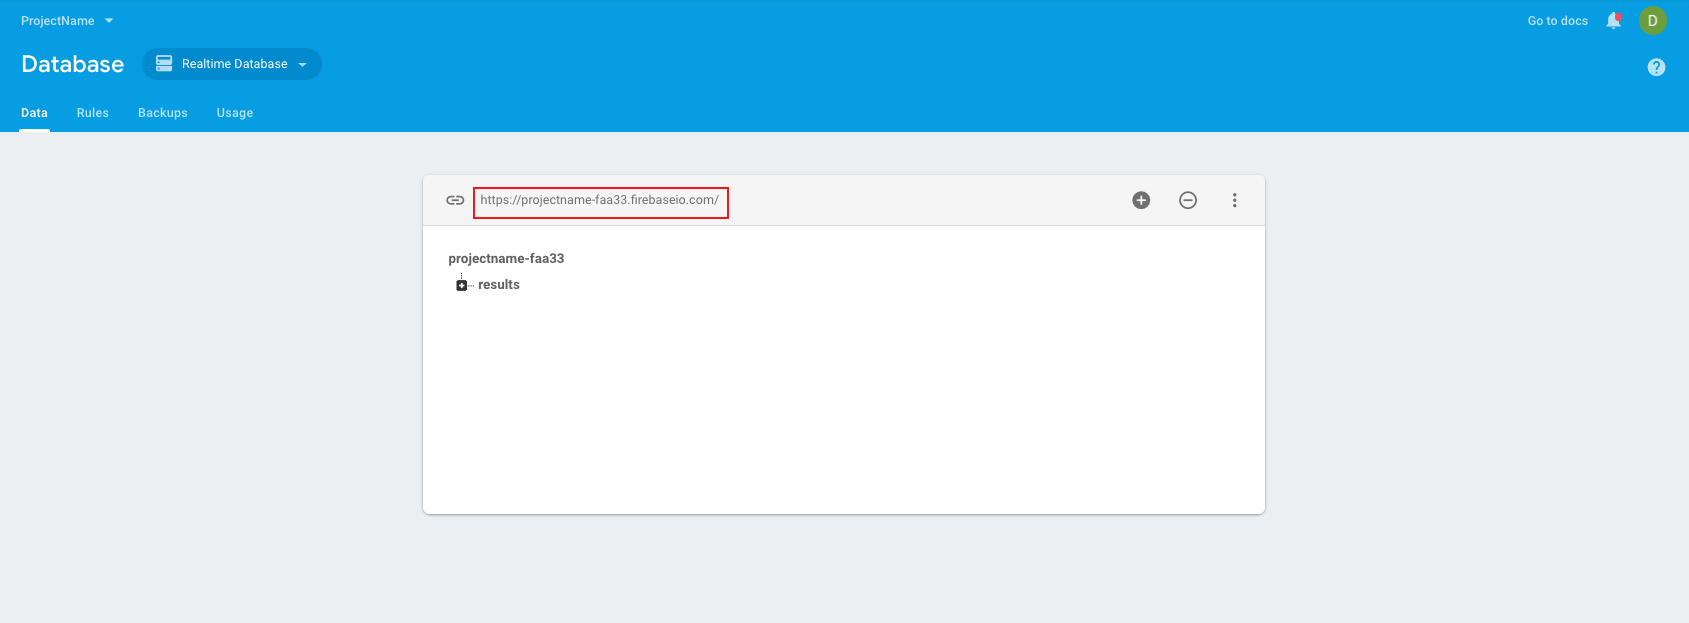 ProjectName
Go to docs
D
Database
Realtime Database
?
Data
Rules
Backups
Usage
https://projectname-faa33.firebaseio.com/
projectname-faa33
results